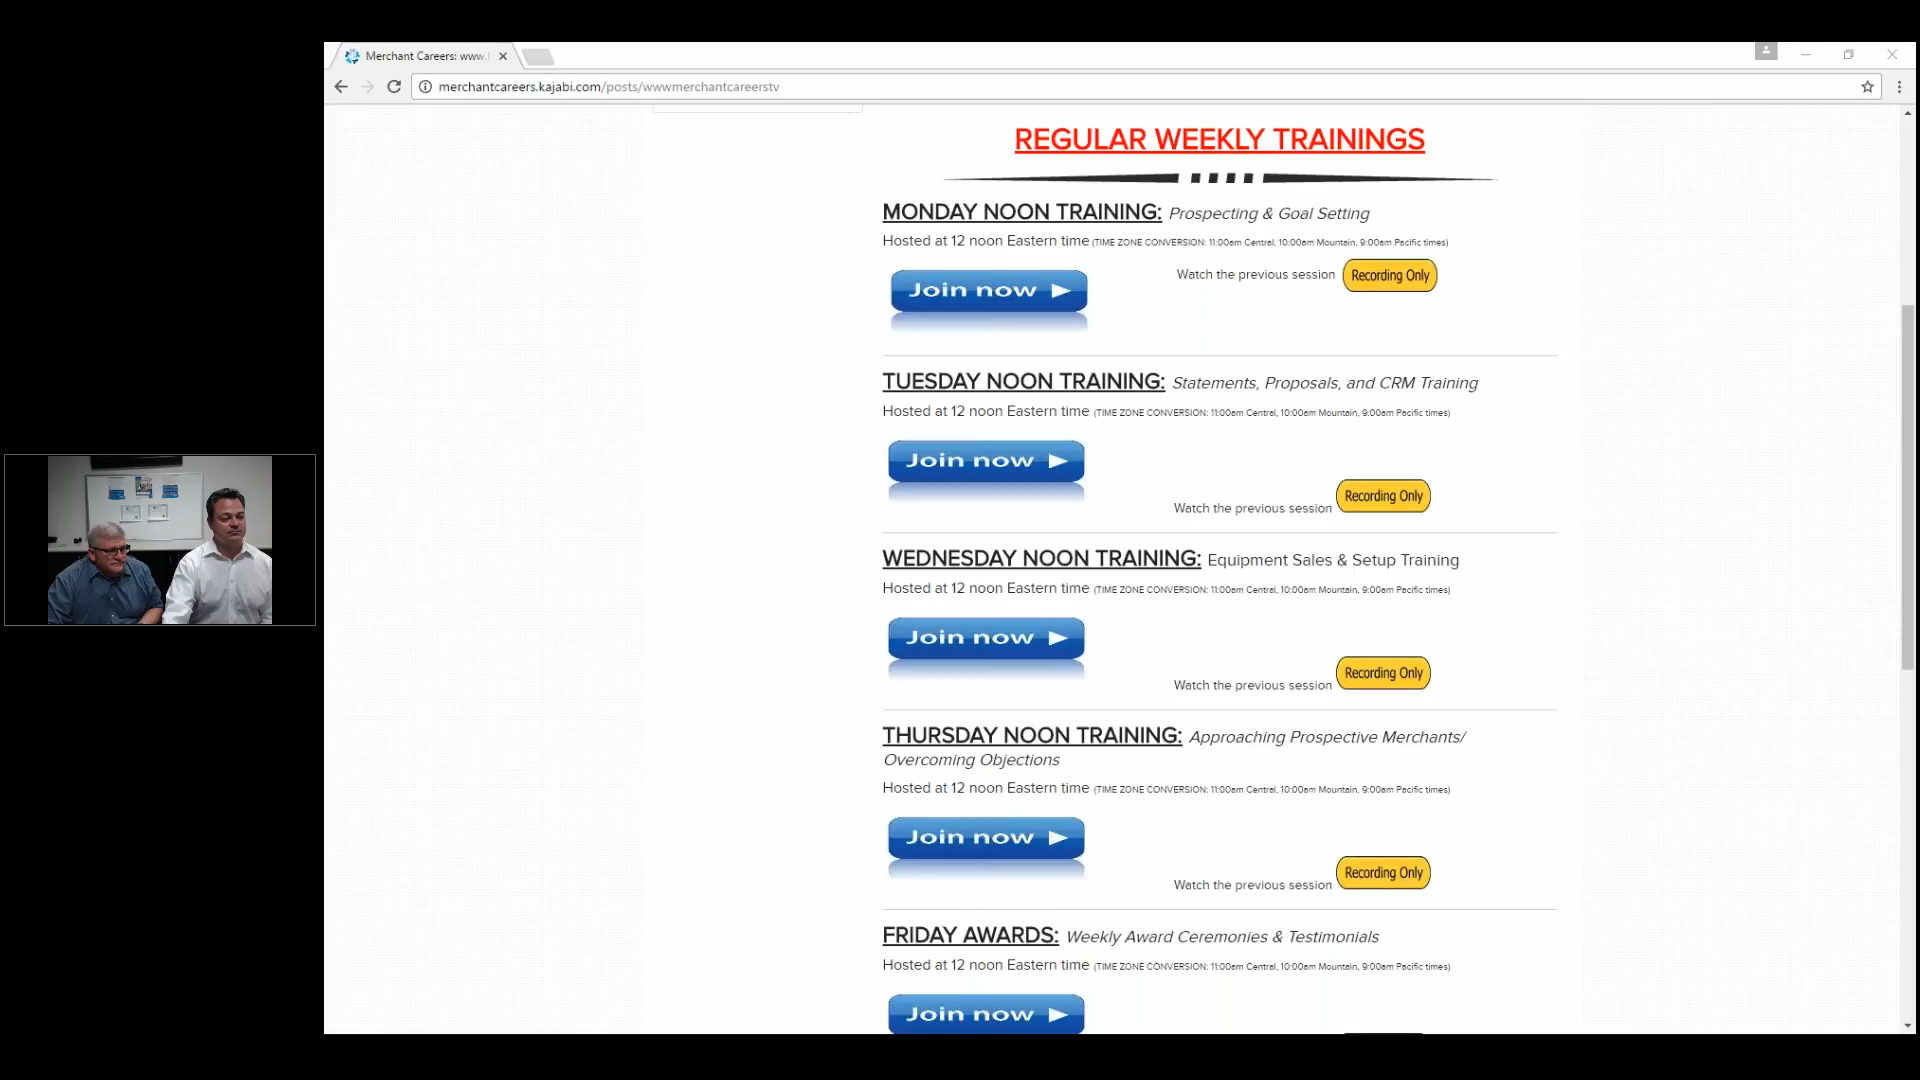 Merchant Careers: www.
merchantcareers.kajabi.com/posts/wwwmerchantcareerstv
REGULAR WEEKLY TRAININGS
MONDAY NOON TRAINING: Prospecting & Goal Setting
Hosted at 12 noon Eastern time (TIME ZONE CONVERSION: 11:00am Central, 10:00am Mountain, 9:00am Pacific times)
Join now
Watch the previous session Recording Only
TUESDAY NOON TRAINING: Statements, Proposals, and CRM Training
Hosted at 12 noon Eastern time (TIME ZONE CONVERSION: 11:00am Central, 10:00am Mountain, 9:00am Pacific times)
Join now
Watch the previous session Recording Only
WEDNESDAY NOON TRAINING: Equipment Sales & Setup Training
Hosted at 12 noon Eastern time (TIME ZONE CONVERSION: 11:00am Central, 10:00am Mountain, 9:00am Pacific times)
Join now
Watch the previous session Recording Only
THURSDAY NOON TRAINING: Approaching Prospective Merchants/
Overcoming Objections
Hosted at 12 noon Eastern time (TIME ZONE CONVERSION: 11:00am Central, 10:00am Mountain, 9:00am Pacific times)
Join now
Watch the previous session Recording Only
FRIDAY AWARDS: Weekly Award Ceremonies & Testimonials
Hosted at 12 noon Eastern time (TIME ZONE CONVERSION: 11:00am Central, 10:00am Mountain, 9:00am Pacific times)
Join now